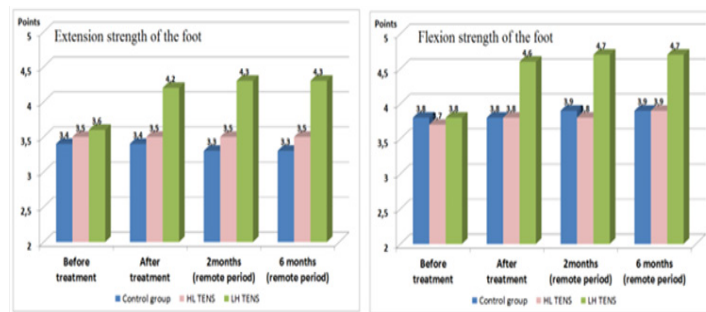 Points
Extension strength of the foot
5
4,5
4
3,5
3
2,5
2
3,4 3,5 3,6
3,4 3,5 4,2
3,3 3,5 4,3
3,3 3,5 4,3
Before treatment
After treatment
2months (remote period)
6 months (remote period)
Control group HL TENS LH TENS
Points
Flexion strength of the foot
5
4,5
4
3,5
3
2,5
2
3,8 3,7 3,8
3,8 3,8 4,6
3,9 3,8 4,7
3,9 3,9 4,7
Before treatment
After treatment
2months (remote period)
6 months (remote period)
Control group HL TENS LH TENS